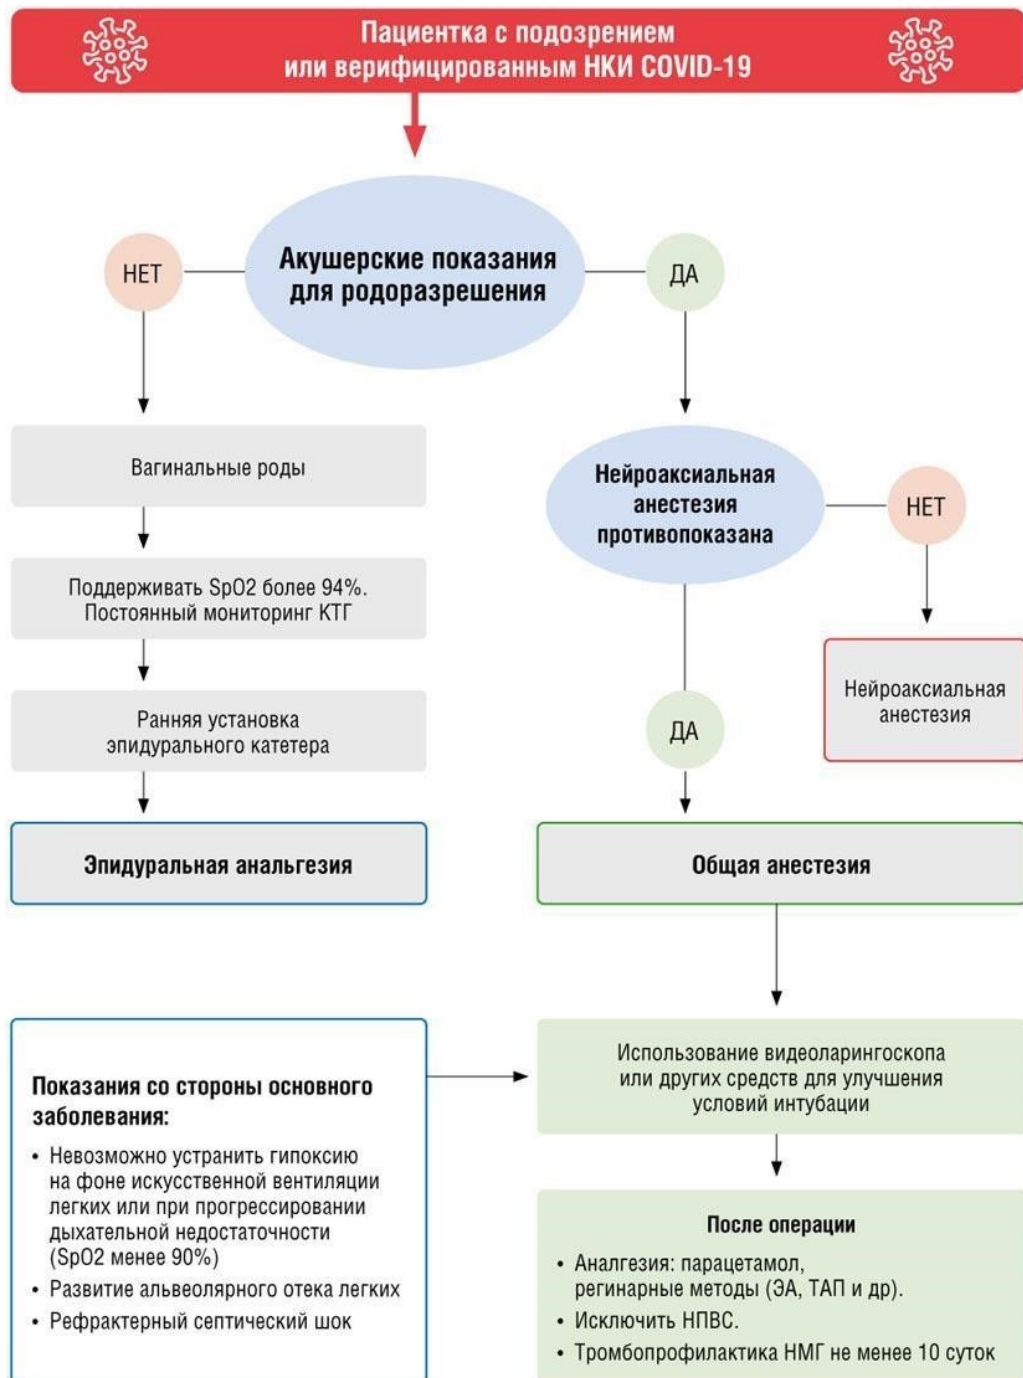 Пациентка с подозрением
или верифицированным НКИ COVID-19
Акушерские показания
для родоразрешения
НЕТ
ДА
Вагинальные роды
Поддерживать SpO2 более 94%.
Постоянный мониторинг КТГ
Ранняя установка
эпидурального катетера
Эпидуральная анальгезия
Нейроаксиальная
анестезия
противопоказана
НЕТ
Нейроаксиальная
анестезия
ДА
Общая анестезия
Показания со стороны основного
заболевания:
• Невозможно устранить гипоксию
на фоне искусственной вентиляции
легких или при прогрессировании
дыхательной недостаточности
(SpO2 менее 90%)
• Развитие альвеолярного отека легких
• Рефрактерный септический шок
Использование видеоларингоскопа
или других средств для улучшения
условий интубации
После операции
• Аналгезия: парацетамол,
регинарные методы (ЭА, ТАП и др).
• Исключить НПВС.
• Тромбопрофилактика НМГ не менее 10 суток